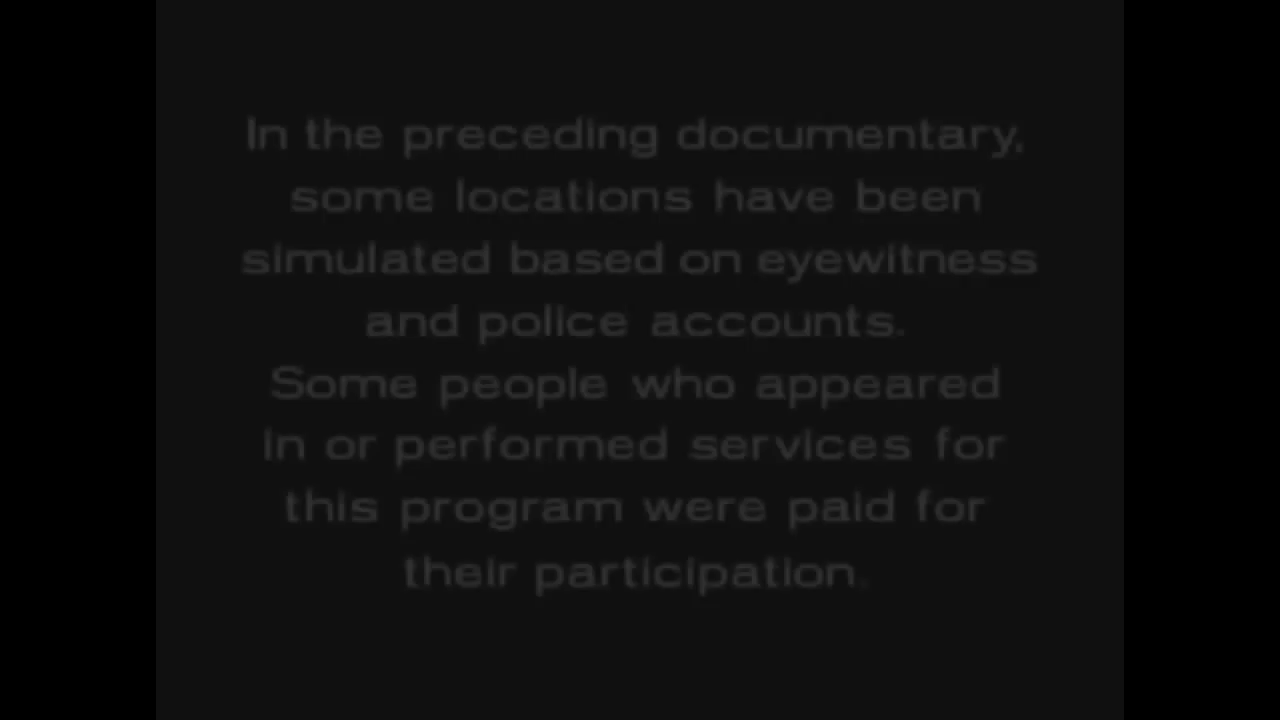 In the preceding documentary,
some locations have been
simulated based on eyewitness
and police accounts.
Some people who appeared
in or performed services for
this program were paid for
their participation.